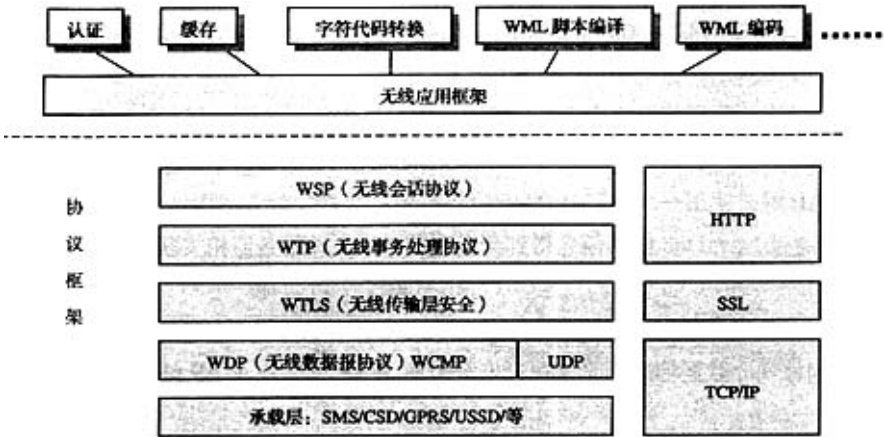 认证
缓存
字符代码转换
WML 脚本编译
WML 编码
......
无线应用框架
协议框架
WSP（无线会话协议）
HTTP
WTP（无线事务处理协议）
WTLS（无线传输层安全）
SSL
WDP（无线数据报协议）WCMP
UDP
TCP/IP
承载层：SMS/CSD/GPRS/USSD/等